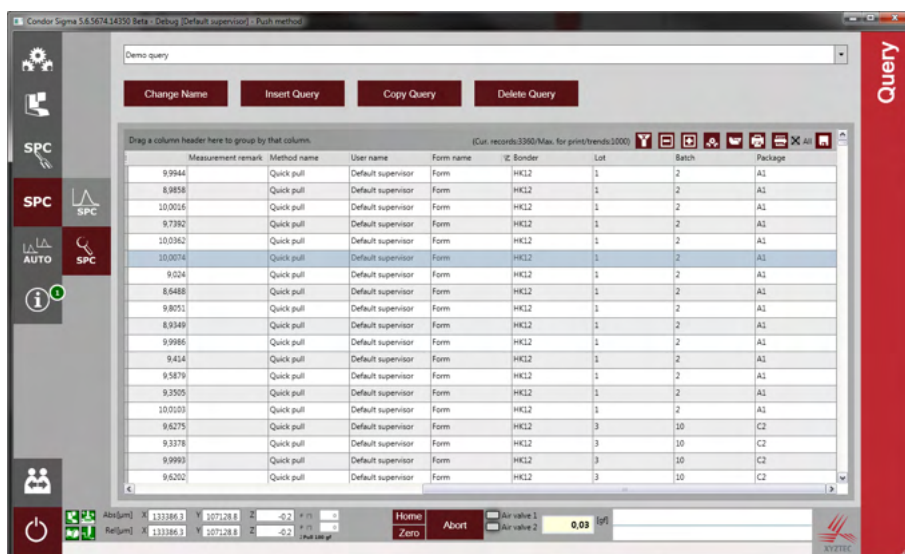 Condor Sigma 5.6.5674.14350 Beta - Debug [Default supervisor] - Push method
Query
Demo query
Change Name Insert Query Copy Query Delete Query
Drag a column header here to group by that column. (Cur. records:3360/Max. for print/trends:1000) All
Measurement remark Method name User name Form name Bonder Lot Batch Package
9,9944 Quick pull Default supervisor Form HK12 1 2 A1
8,9858 Quick pull Default supervisor Form HK12 1 2 A1
10,0016 Quick pull Default supervisor Form HK12 1 2 A1
9,7392 Quick pull Default supervisor Form HK12 1 2 A1
10,0362 Quick pull Default supervisor Form HK12 1 2 A1
10,0074 Quick pull Default supervisor Form HK12 1 2 A1
9,024 Quick pull Default supervisor Form HK12 1 2 A1
8,6488 Quick pull Default supervisor Form HK12 1 2 A1
9,8051 Quick pull Default supervisor Form HK12 1 2 A1
8,9349 Quick pull Default supervisor Form HK12 1 2 A1
9,9986 Quick pull Default supervisor Form HK12 1 2 A1
9,414 Quick pull Default supervisor Form HK12 1 2 A1
9,5879 Quick pull Default supervisor Form HK12 1 2 A1
9,3505 Quick pull Default supervisor Form HK12 1 2 A1
10,0103 Quick pull Default supervisor Form HK12 1 2 A1
9,6275 Quick pull Default supervisor Form HK12 3 10 C2
9,3378 Quick pull Default supervisor Form HK12 3 10 C2
9,9993 Quick pull Default supervisor Form HK12 3 10 C2
9,6202 Quick pull Default supervisor Form HK12 3 10 C2
SPC
SPC
SPC
AUTO
SPC
1
Abs[µm] X 133386.3 Y 107128.8 Z -0.2
Rel[µm] X 133386.3 Y 107128.8 Z -0.2
Pull 100 gf
Home
Zero
Abort
Air valve 1
Air valve 2
0,03 [gf]
XYZTEC